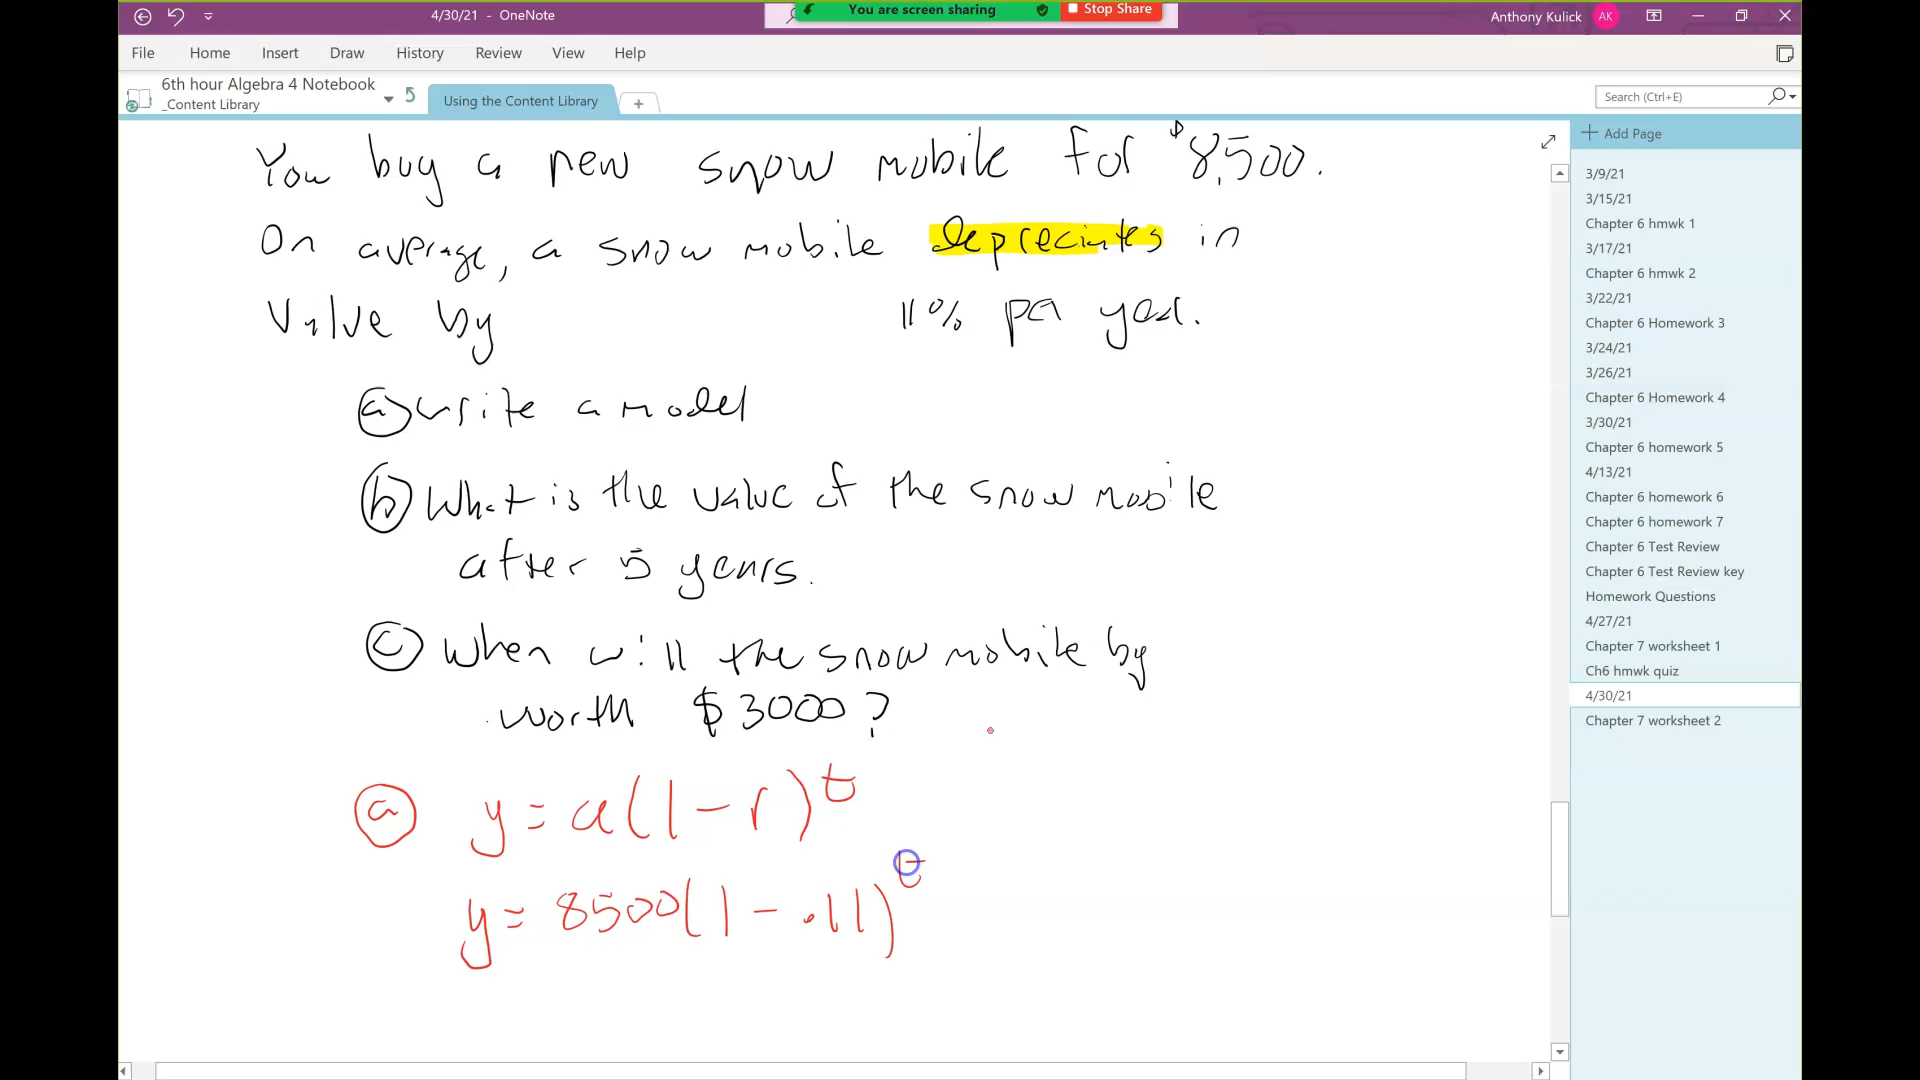 4/30/21 - OneNote
You are screen sharing
Stop Share
Anthony Kulick
AK
File Home Insert Draw History Review View Help
6th hour Algebra 4 Notebook
_Content Library
Using the Content Library
Search (Ctrl+E)
Add Page
You buy a new snow mobile for $8,500.
On average, a snow mobile depreciates in
Value by 11% per year.
a write a model
b What is the value of the snow mobile
after 5 years.
c When will the snow mobile by
worth $3000?
a y = a(1 - r)^t
y = 8500(1 - .11)^t
3/9/21
3/15/21
Chapter 6 hmwk 1
3/17/21
Chapter 6 hmwk 2
3/22/21
Chapter 6 Homework 3
3/24/21
3/26/21
Chapter 6 Homework 4
3/30/21
Chapter 6 homework 5
4/13/21
Chapter 6 homework 6
Chapter 6 homework 7
Chapter 6 Test Review
Chapter 6 Test Review key
Homework Questions
4/27/21
Chapter 7 worksheet 1
Ch6 hmwk quiz
4/30/21
Chapter 7 worksheet 2